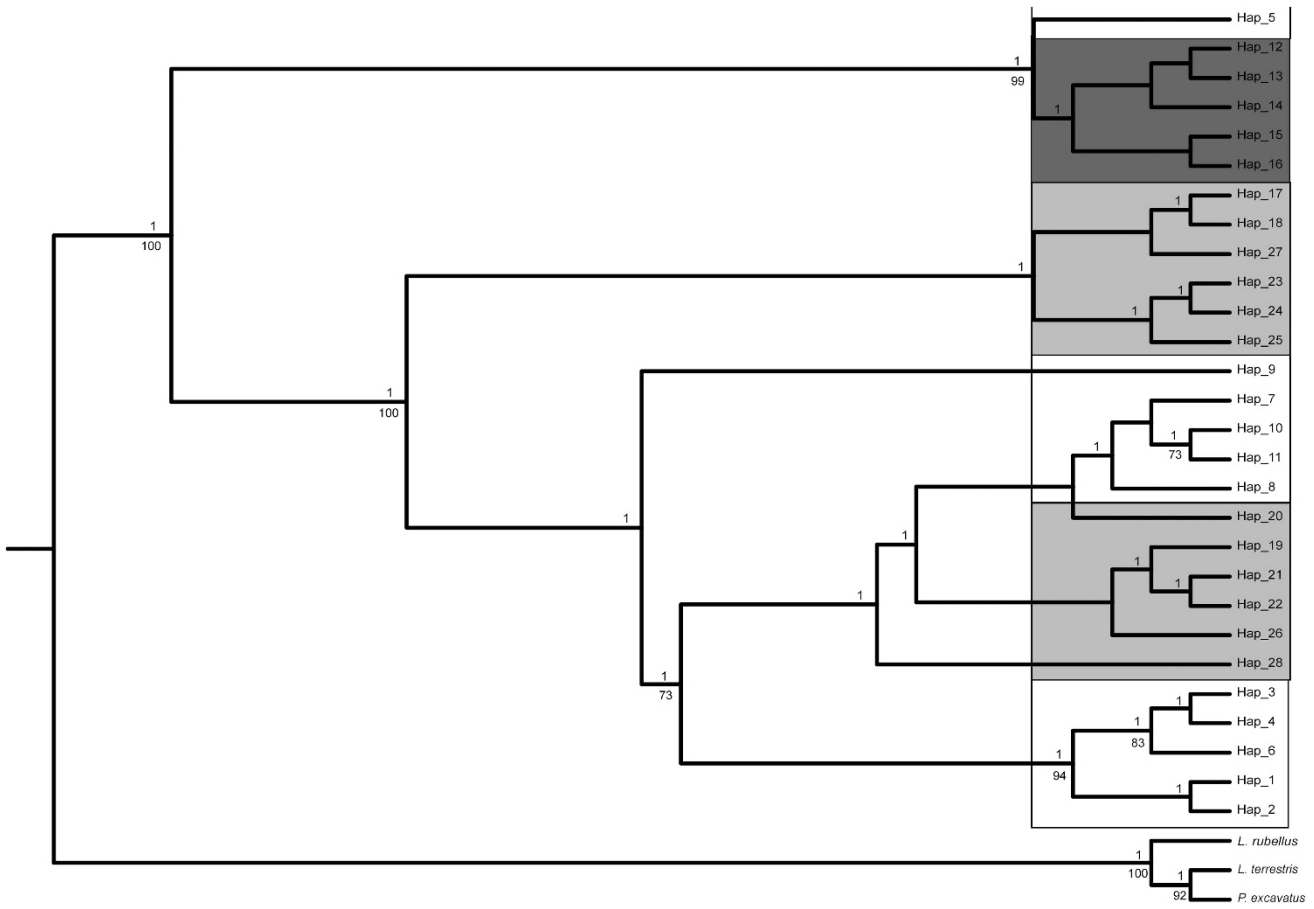 Hap_5
1
99
Hap_12
Hap_13
Hap_14
1
Hap_15
Hap_16
Hap_17
1
Hap_18
1
100
Hap_27
1
Hap_23
1
Hap_24
1
Hap_25
Hap_9
1
100
Hap_7
Hap_10
1
73
Hap_11
1
Hap_8
1
Hap_20
1
Hap_19
1
Hap_21
1
Hap_22
1
Hap_26
Hap_28
1
73
Hap_3
1
Hap_4
1
83
Hap_6
1
94
Hap_1
1
Hap_2
L. rubellus
1
100
L. terrestris
1
92
P. excavatus